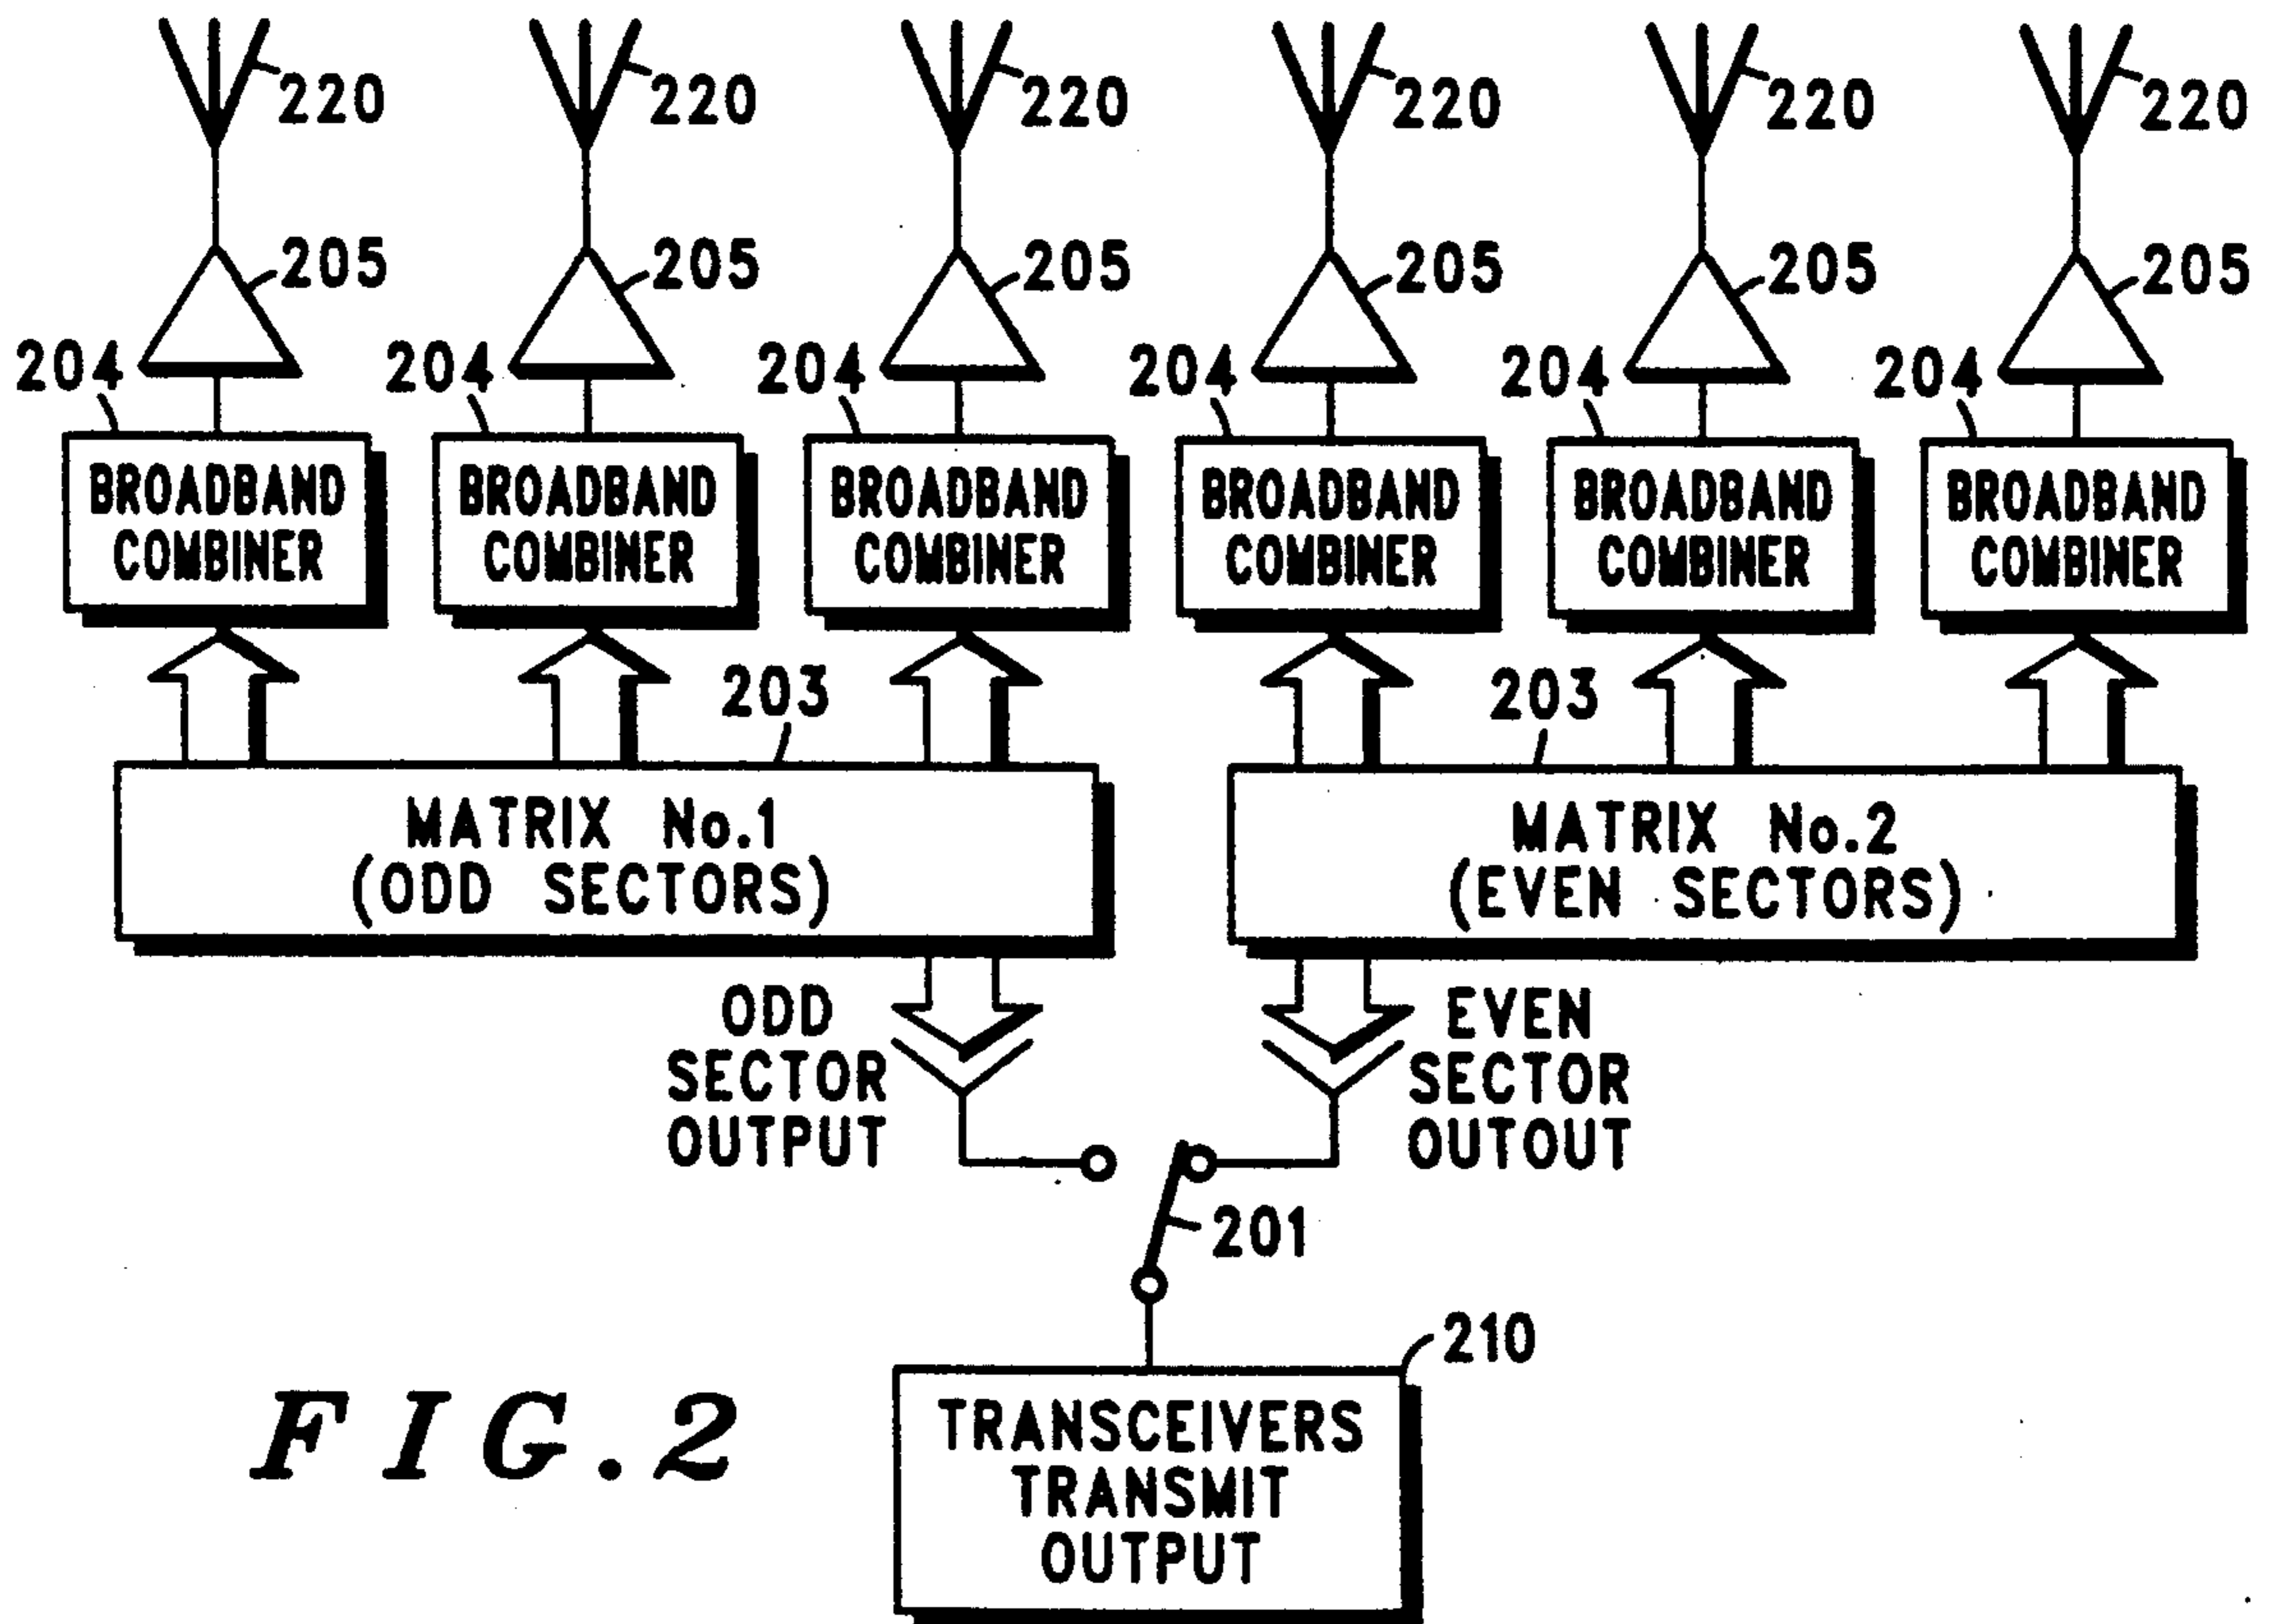 220 220 220 220 220 220
205 205 205 205 205 205
204 204 204 204 204 204
BROADBAND COMBINER
BROADBAND COMBINER
BROADBAND COMBINER
BROADBAND COMBINER
BROADBAND COMBINER
BROADBAND COMBINER
203 203
MATRIX No.1
(ODD SECTORS)
MATRIX No.2
(EVEN SECTORS)
ODD
SECTOR
OUTPUT
EVEN
SECTOR
OUTOUT
201
210
TRANSCEIVERS
TRANSMIT
OUTPUT
FIG.2